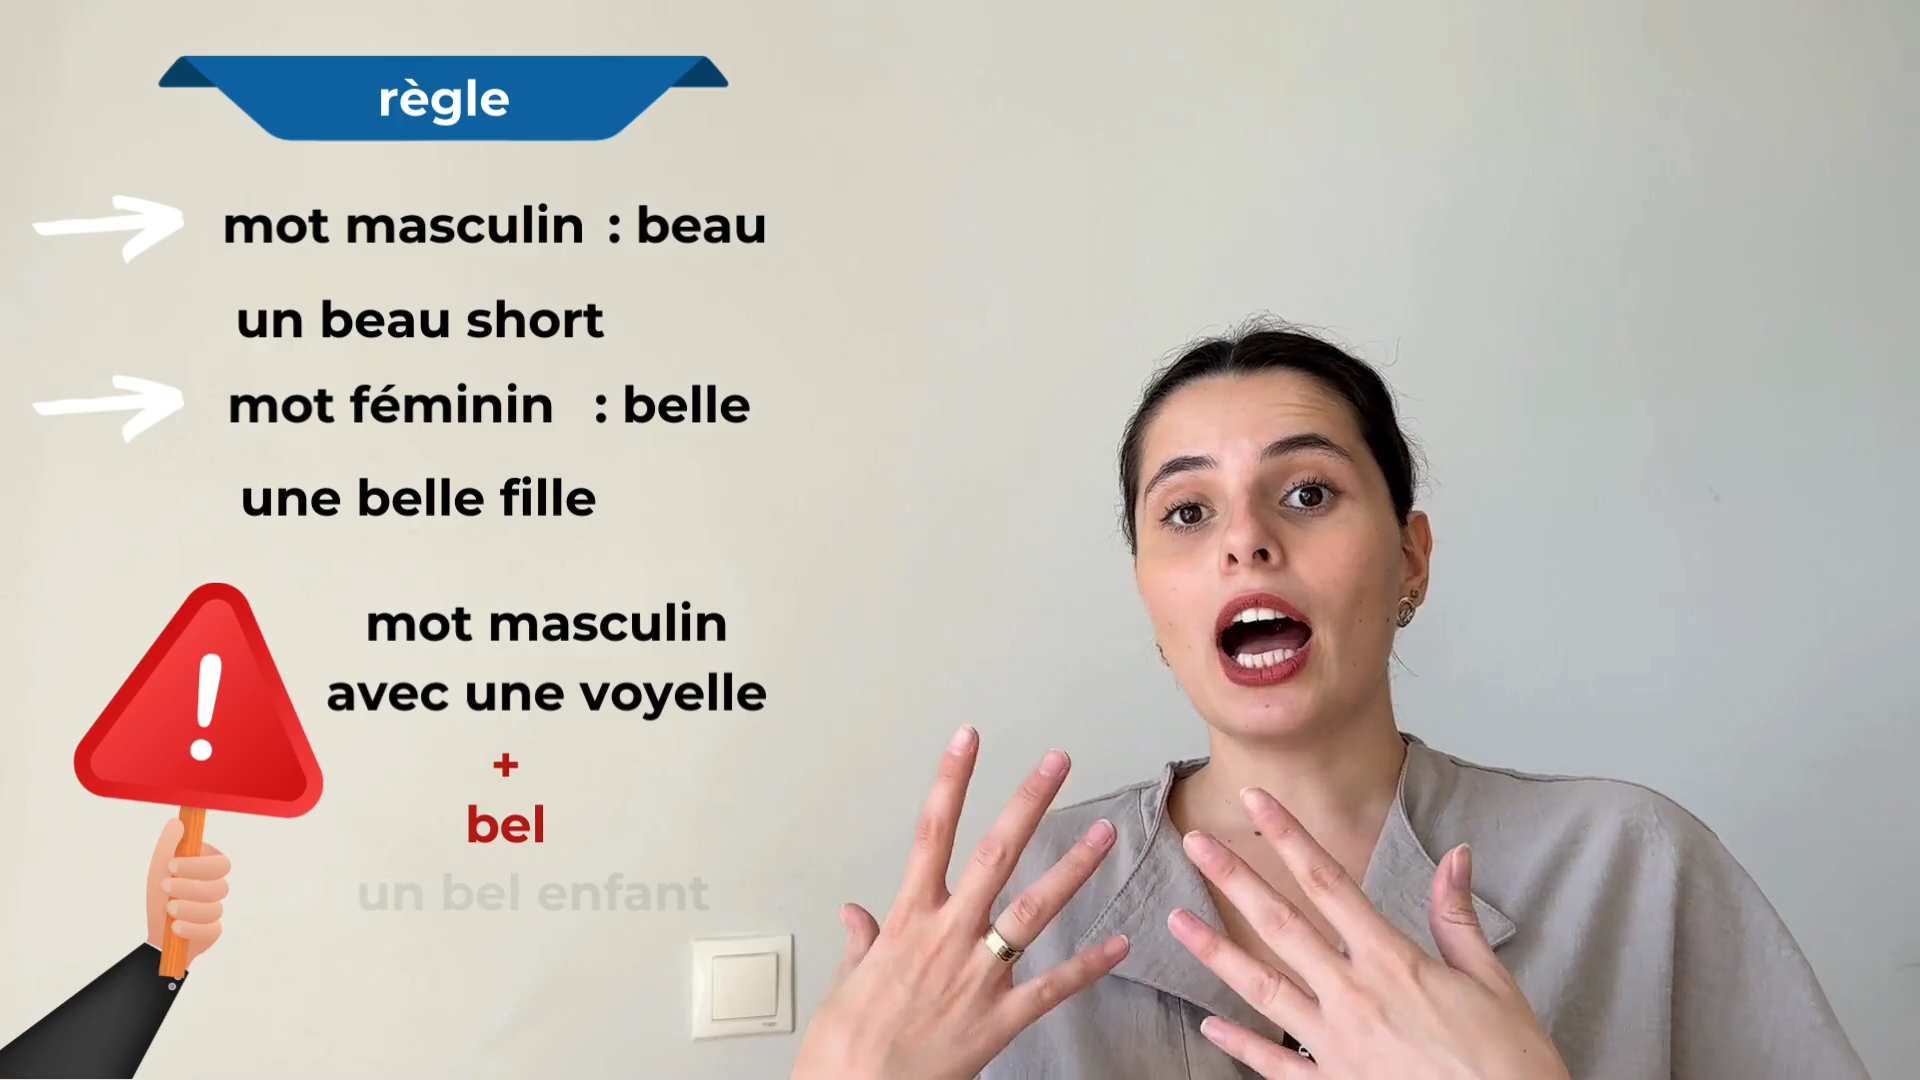 règle
mot masculin : beau
un beau short
mot féminin : belle
une belle fille
!
mot masculin
avec une voyelle
+
bel
un bel enfant